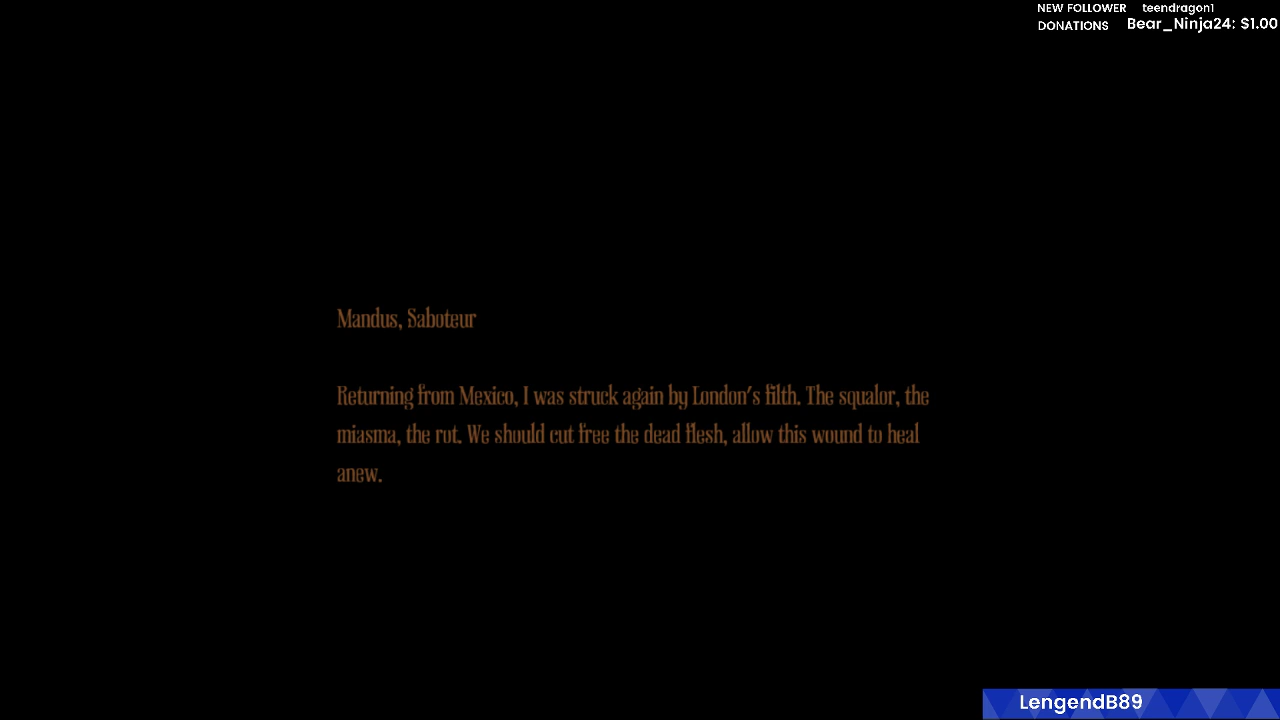 NEW FOLLOWER teendragon1
DONATIONS Bear_Ninja24: $1.00
Mandus, Saboteur
Returning from Mexico, I was struck again by London's filth. The squalor, the
miasma, the rot. We should cut free the dead flesh, allow this wound to heal
anew.
LengendB89